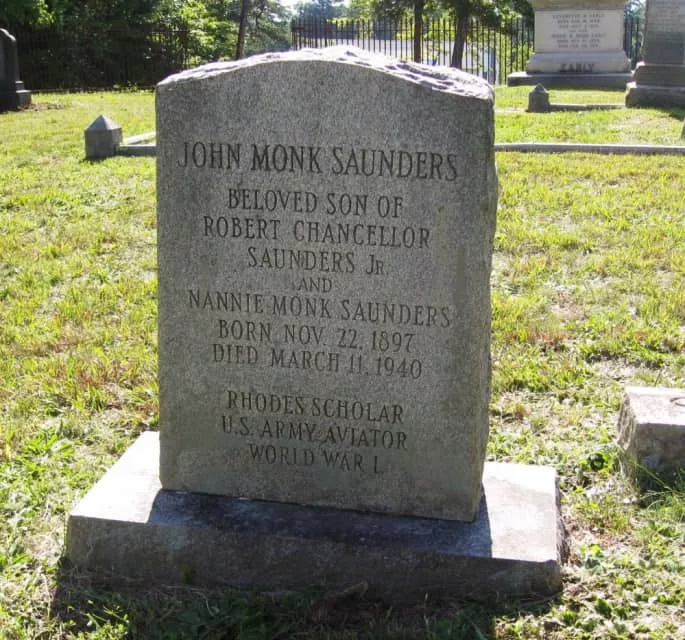 JOHN MONK SAUNDERS
BELOVED SON OF
ROBERT CHANCELLOR
SAUNDERS JR.
AND
NANNIE MONK SAUNDERS
BORN NOV. 22, 1897
DIED MARCH 11, 1940
RHODES SCHOLAR
U.S. ARMY AVIATOR
WORLD WAR I
EARLY